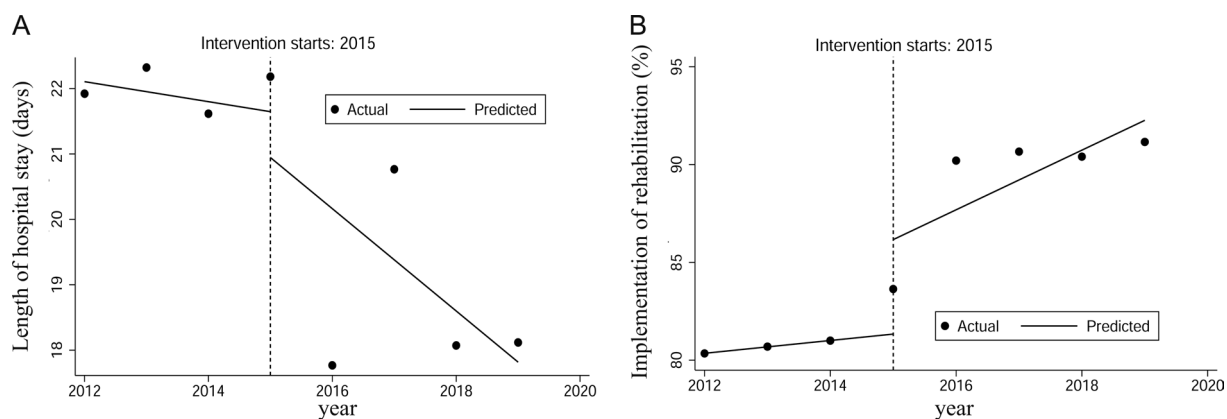 A
Intervention starts: 2015
Length of hospital stay (days)
22
21
20
19
18
Actual
Predicted
2012
2014
2016
2018
2020
year
B
Intervention starts: 2015
Implementation of rehabilitation (%)
95
90
85
80
Actual
Predicted
2012
2014
2016
2018
2020
year